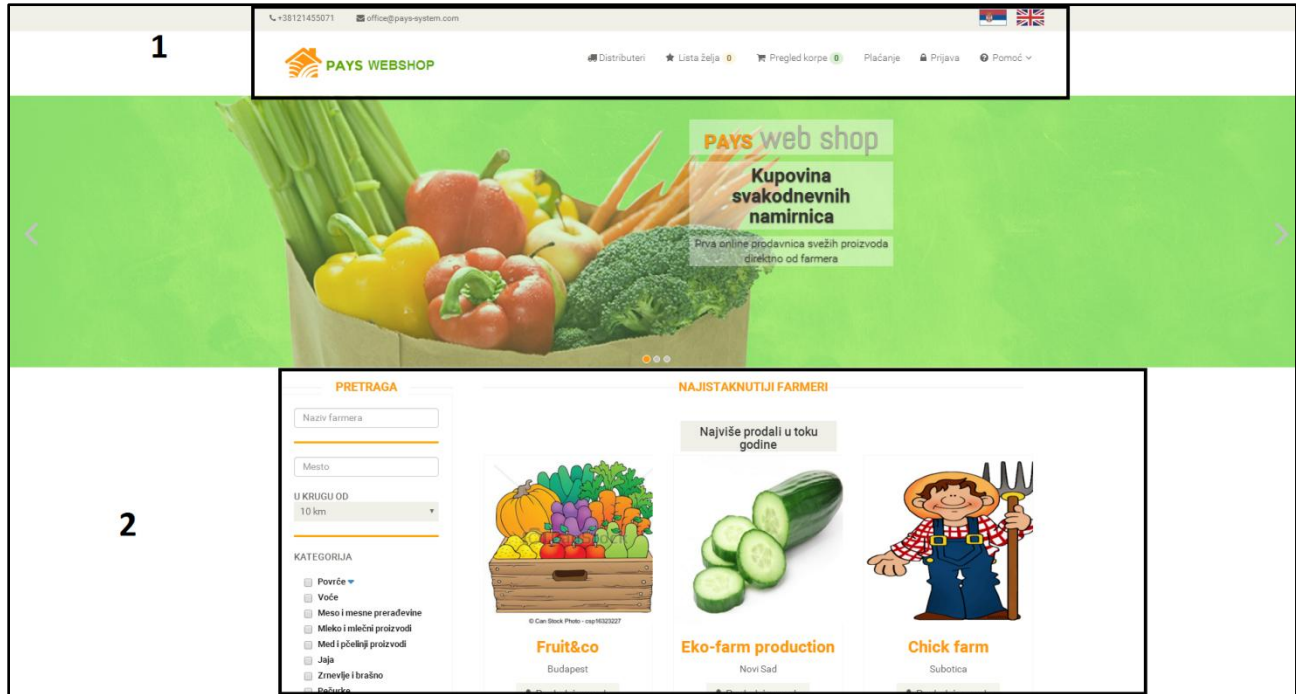 +38121455071 office@pays-system.com
1
PAYS WEBSHOP
Distributeri Lista želja 0 Pregled korpe 0 Plaćanje Prijava Pomoć
PAYS web shop
Kupovina
svakodnevnih
namirnica
Prva online prodavnica svežih proizvoda
direktno od farmera
2
PRETRAGA
Naziv farmera
Mesto
U KRUGU OD
10 km
KATEGORIJA
Povrće
Voće
Meso i mesne prerađevine
Mleko i mlečni proizvodi
Med i pčelinji proizvodi
Jaja
Zrnevlje i brašno
Pečurke
NAJISTAKNUTIJI FARMERI
Najviše prodali u toku
godine
© Can Stock Photo - csp16323227
Fruit&co
Budapest
Eko-farm production
Novi Sad
Chick farm
Subotica